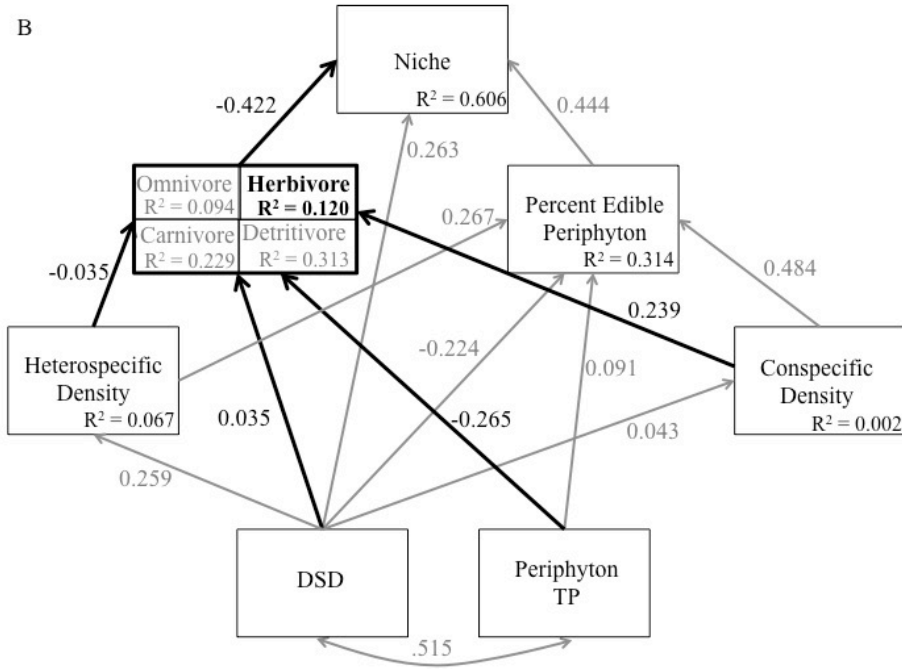 B
Niche
R² = 0.606
-0.422
0.444
0.263
Omnivore
R² = 0.094
Herbivore
R² = 0.120
Carnivore
R² = 0.229
Detritivore
R² = 0.313
0.267
Percent Edible
Periphyton
R² = 0.314
-0.035
0.484
0.239
Heterospecific
Density
R² = 0.067
-0.224
0.091
Conspecific
Density
R² = 0.002
0.035
-0.265
0.043
0.259
DSD
Periphyton
TP
.515